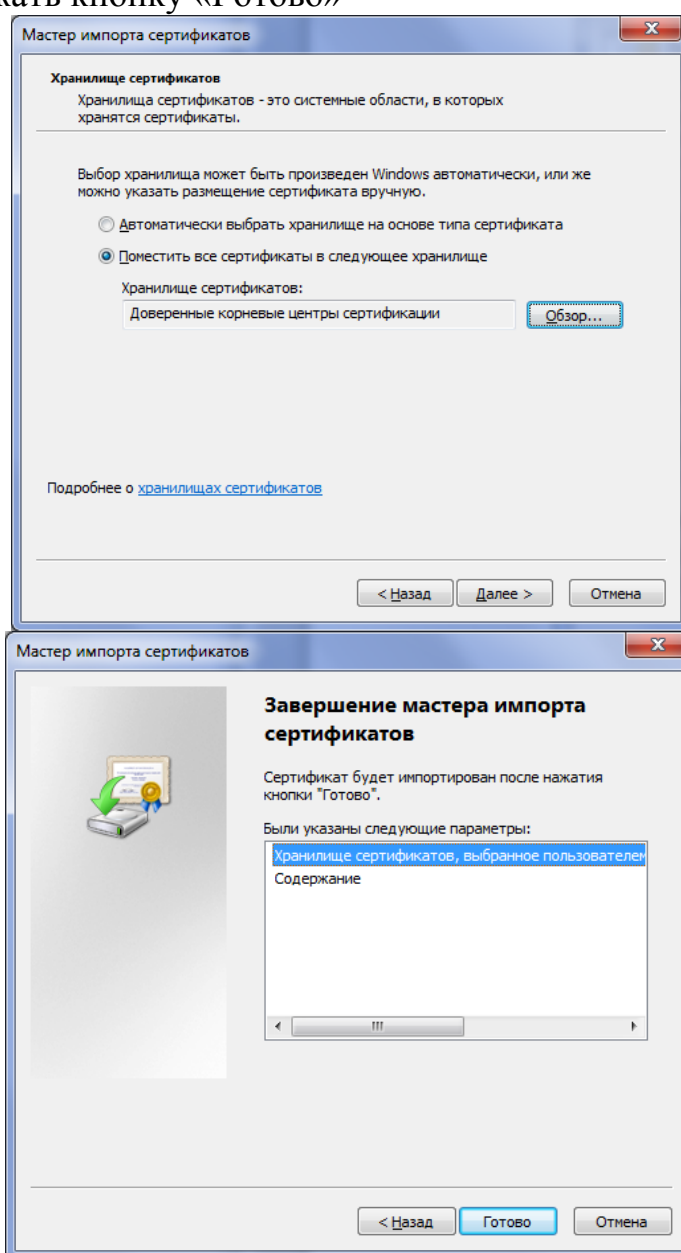 кнопку «Готово»
Мастер импорта сертификатов
Хранилище сертификатов
Хранилища сертификатов - это системные области, в которых
хранятся сертификаты.
Выбор хранилища может быть произведен Windows автоматически, или же
можно указать размещение сертификата вручную.
Автоматически выбрать хранилище на основе типа сертификата
Поместить все сертификаты в следующее хранилище
Хранилище сертификатов:
Доверенные корневые центры сертификации Обзор...
Подробнее о хранилищах сертификатов
< Назад Далее > Отмена
Мастер импорта сертификатов
Завершение мастера импорта
сертификатов
Сертификат будет импортирован после нажатия
кнопки "Готово".
Были указаны следующие параметры:
Хранилище сертификатов, выбранное пользователем
Содержание
< Назад Готово Отмена